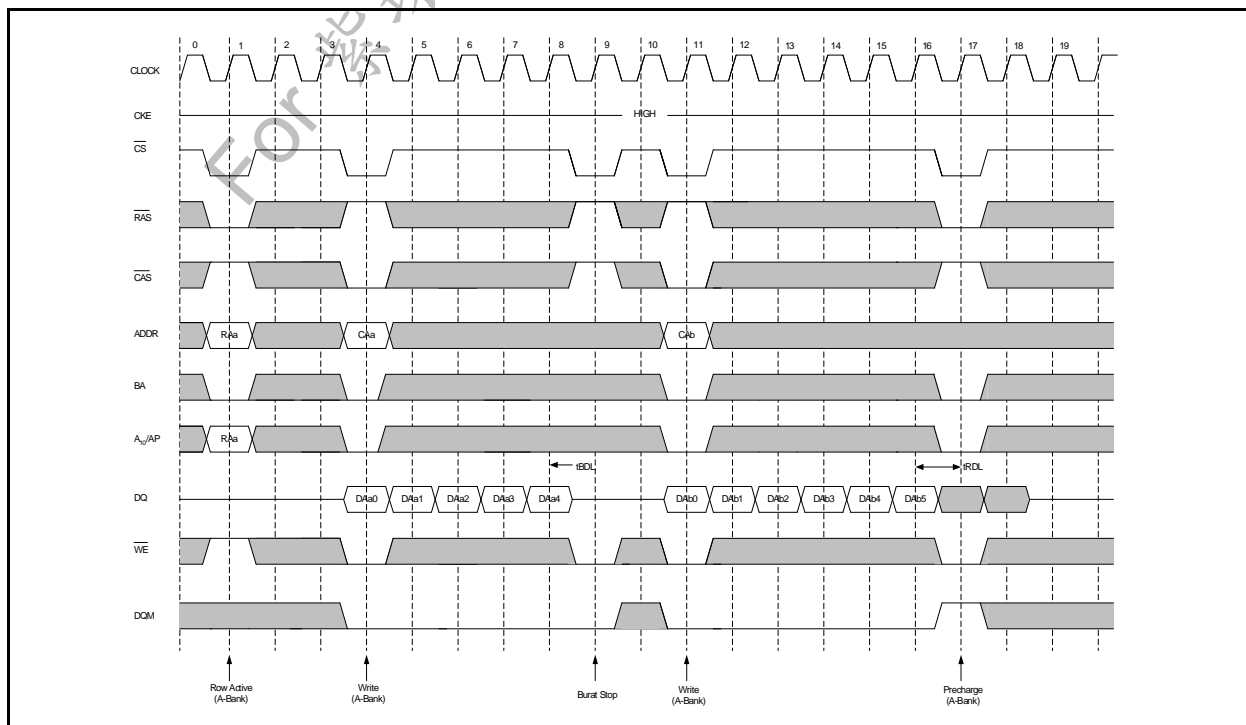 For 紫
0 1 2 3 4 5 6 7 8 9 10 11 12 13 14 15 16 17 18 19
CLOCK
CKE
HIGH
CS
RAS
CAS
ADDR
RAa
CAa
CAb
BA
A10/AP
RAa
tBDL
tRDL
DQ
DAa0 DAa1 DAa2 DAa3 DAa4
DAb0 DAb1 DAb2 DAb3 DAb4 DAb5
WE
DQM
Row Active
(A-Bank)
Write
(A-Bank)
Burat Stop
Write
(A-Bank)
Precharge
(A-Bank)